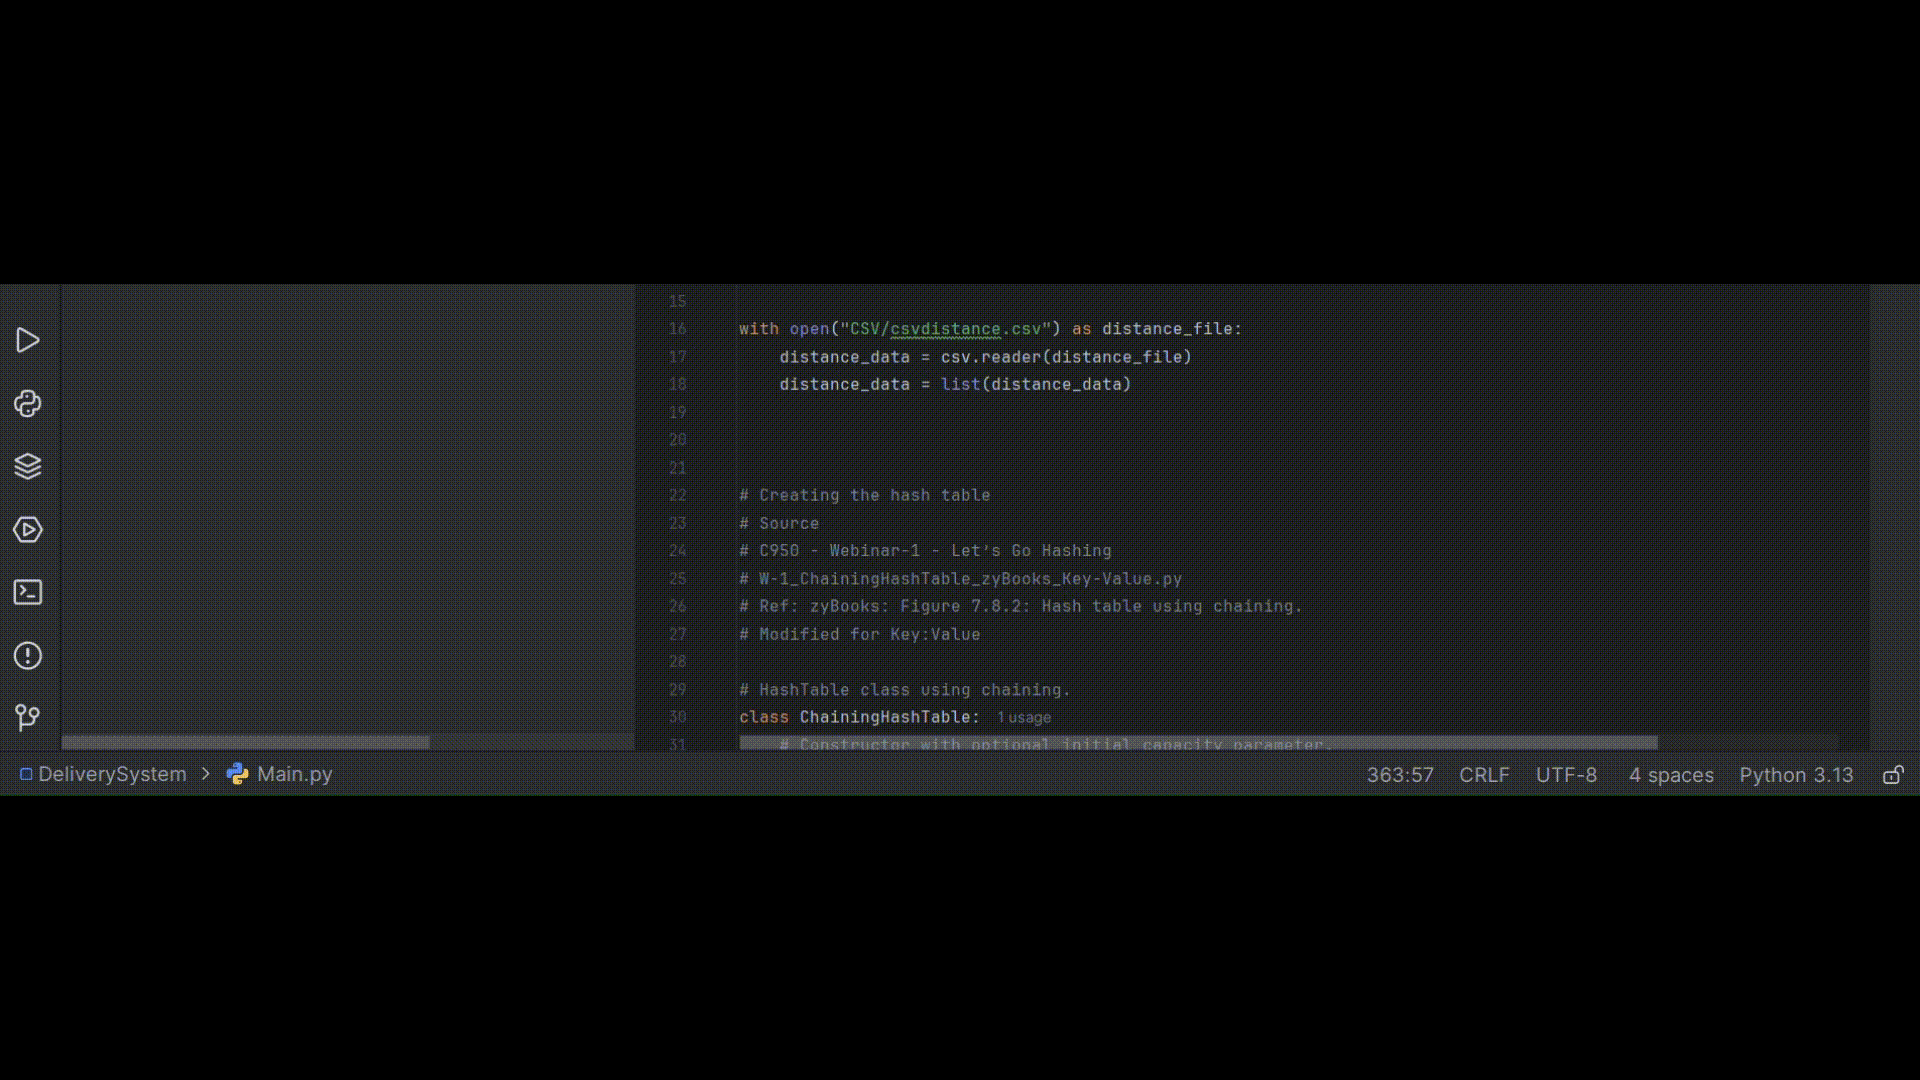 15
16 with open("CSV/csvdistance.csv") as distance_file:
17 distance_data = csv.reader(distance_file)
18 distance_data = list(distance_data)
19
20
21
22 # Creating the hash table
23 # Source
24 # C950 - Webinar-1 - Let's Go Hashing
25 # W-1_ChainingHashTable_zyBooks_Key-Value.py
26 # Ref: zyBooks: Figure 7.8.2: Hash table using chaining.
27 # Modified for Key:Value
28
29 # HashTable class using chaining.
30 class ChainingHashTable: 1 usage
31 # Constructor with optional initial capacity parameter.
DeliverySystem > Main.py 363:57 CRLF UTF-8 4 spaces Python 3.13